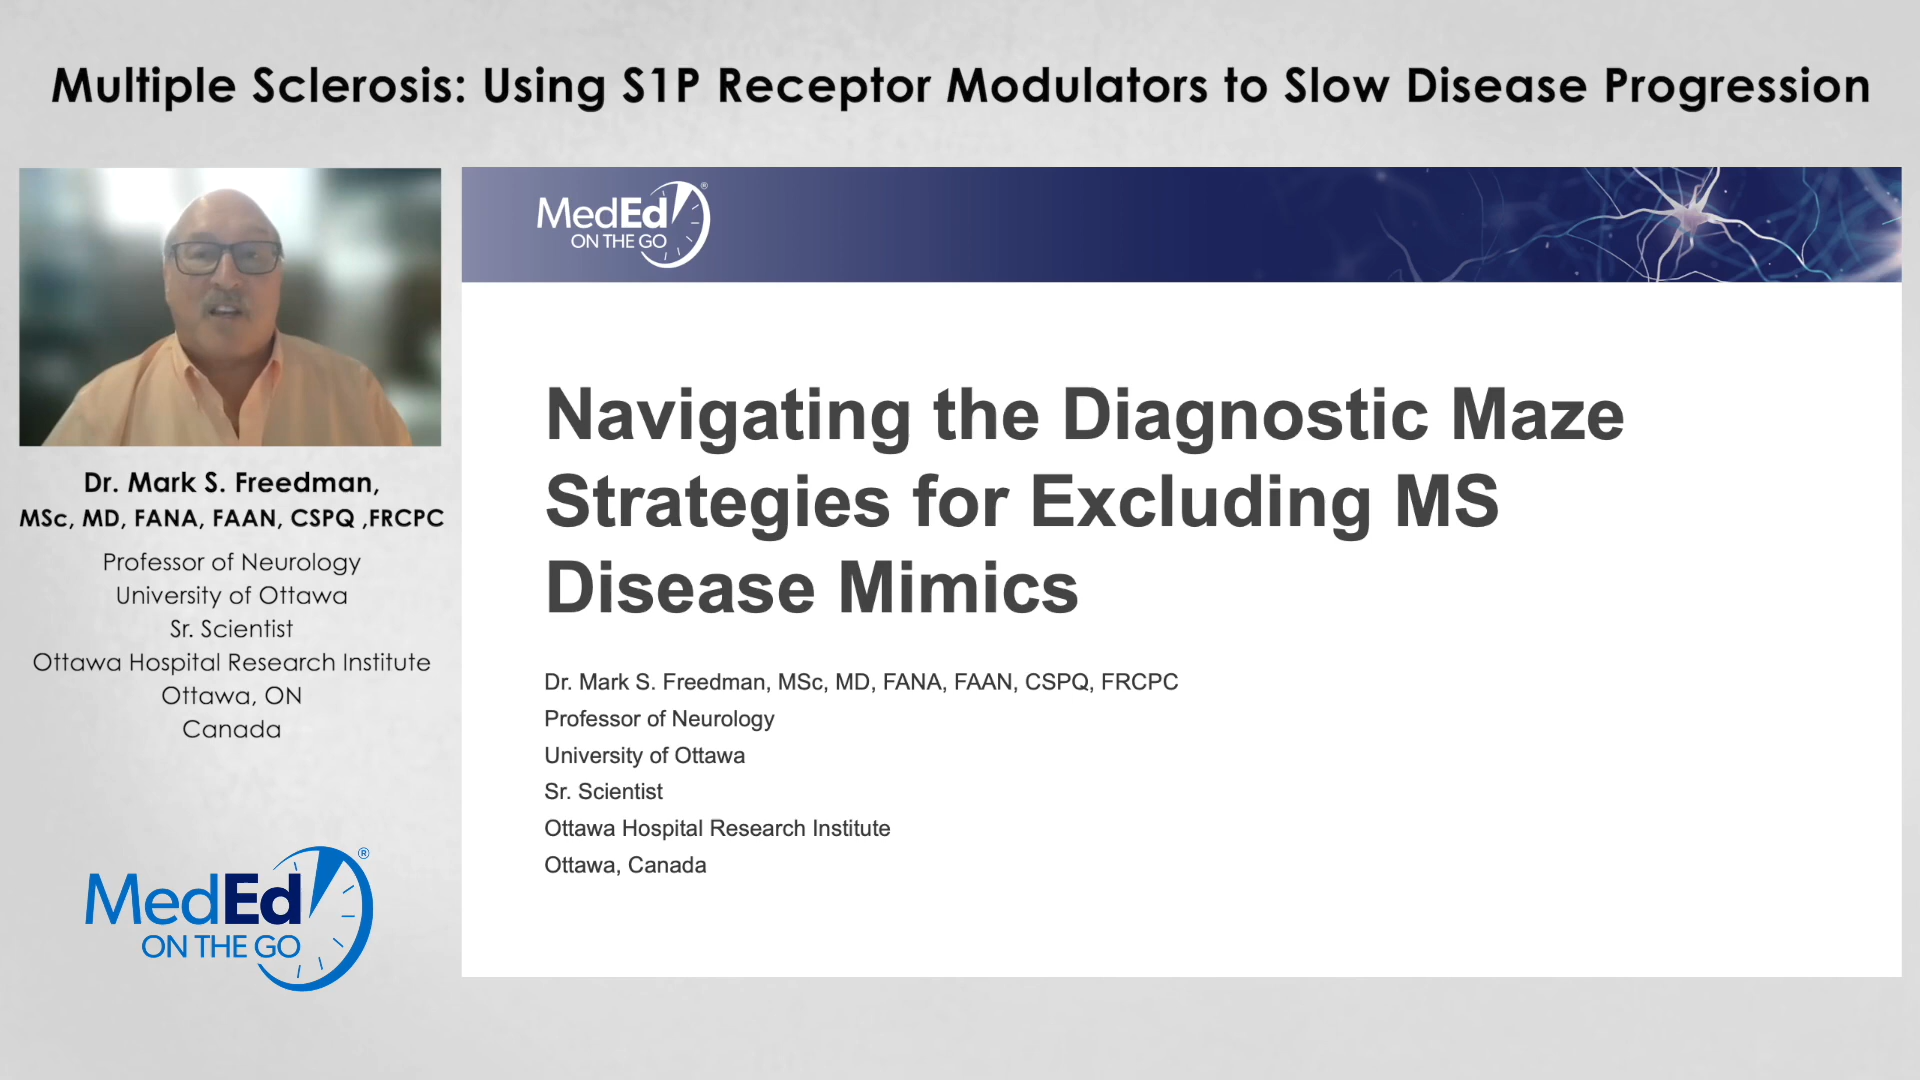 Multiple Sclerosis: Using S1P Receptor Modulators to Slow Disease Progression
Dr. Mark S. Freedman,
MSc, MD, FANA, FAAN, CSPQ ,FRCPC
Professor of Neurology
University of Ottawa
Sr. Scientist
Ottawa Hospital Research Institute
Ottawa, ON
Canada
MedEd
ON THE GO
®
MedEd
ON THE GO
®
Navigating the Diagnostic Maze
Strategies for Excluding MS
Disease Mimics
Dr. Mark S. Freedman, MSc, MD, FANA, FAAN, CSPQ, FRCPC
Professor of Neurology
University of Ottawa
Sr. Scientist
Ottawa Hospital Research Institute
Ottawa, Canada